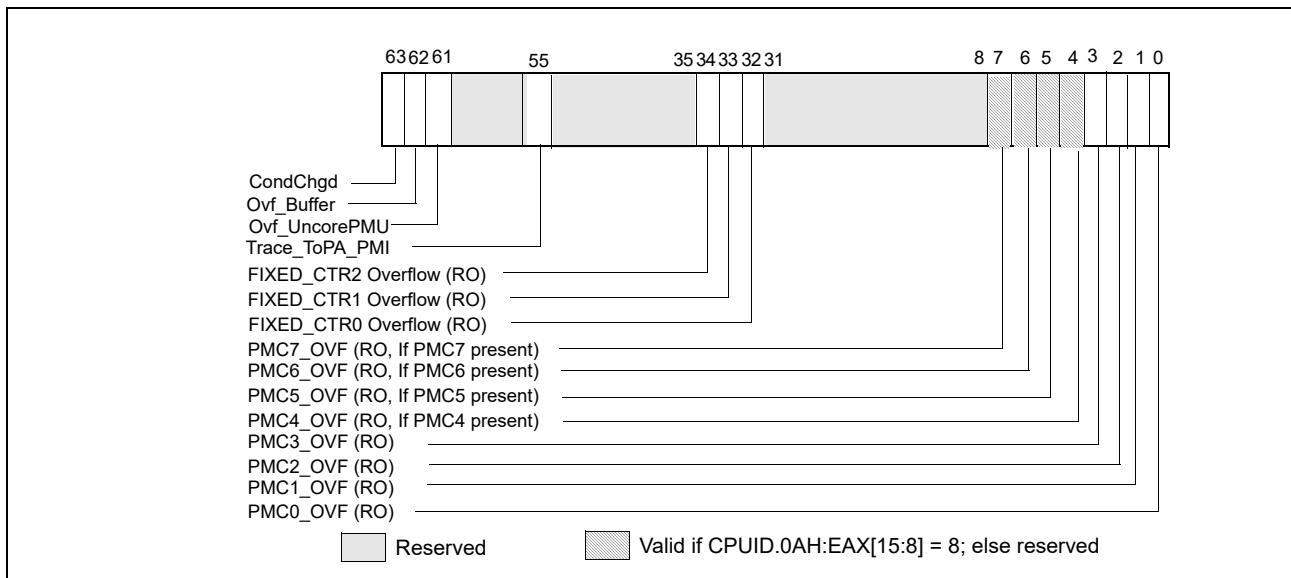 63 62 61 55 35 34 33 32 31 8 7 6 5 4 3 2 1 0
CondChgd
Ovf_Buffer
Ovf_UncorePMU
Trace_ToPA_PMI
FIXED_CTR2 Overflow (RO)
FIXED_CTR1 Overflow (RO)
FIXED_CTR0 Overflow (RO)
PMC7_OVF (RO, If PMC7 present)
PMC6_OVF (RO, If PMC6 present)
PMC5_OVF (RO, If PMC5 present)
PMC4_OVF (RO, If PMC4 present)
PMC3_OVF (RO)
PMC2_OVF (RO)
PMC1_OVF (RO)
PMC0_OVF (RO)
Reserved
Valid if CPUID.0AH:EAX[15:8] = 8; else reserved